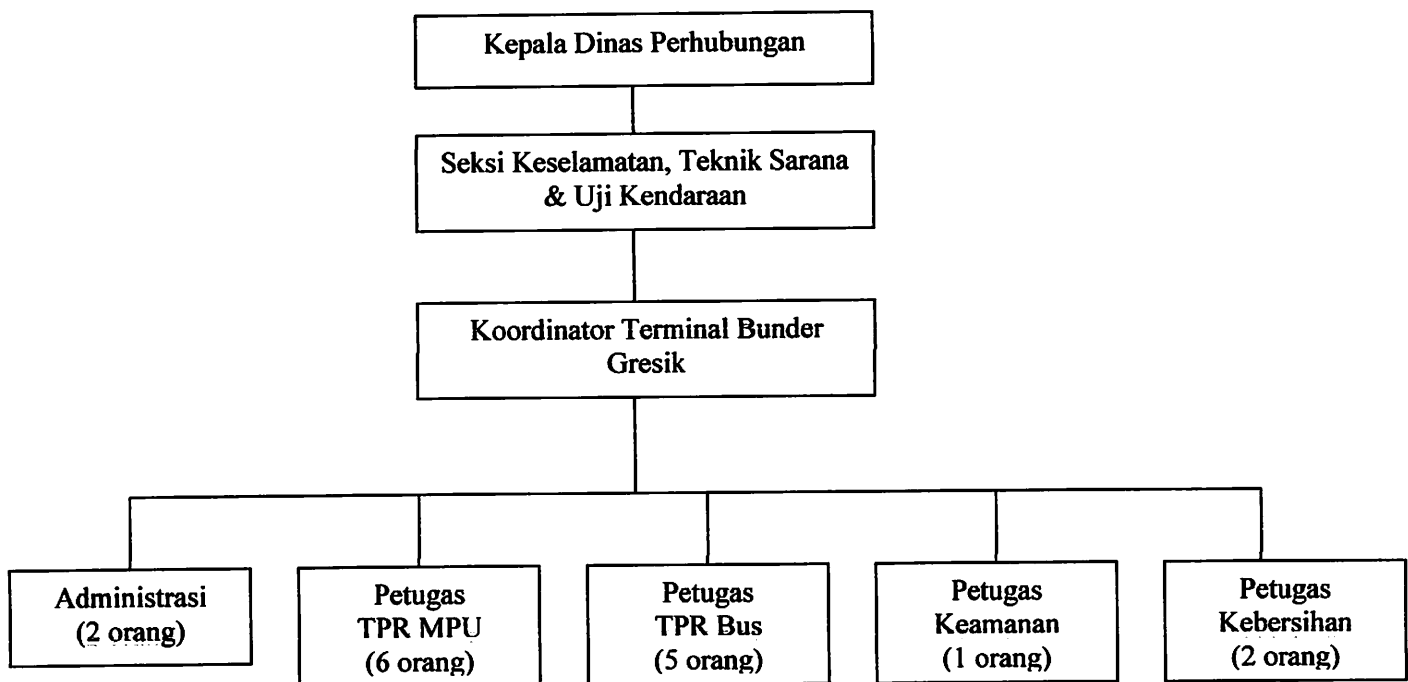 Kepala Dinas Perhubungan
Seksi Keselamatan, Teknik Sarana
& Uji Kendaraan
Koordinator Terminal Bunder
Gresik
Administrasi
(2 orang)
Petugas
TPR MPU
(6 orang)
Petugas
TPR Bus
(5 orang)
Petugas
Keamanan
(1 orang)
Petugas
Kebersihan
(2 orang)